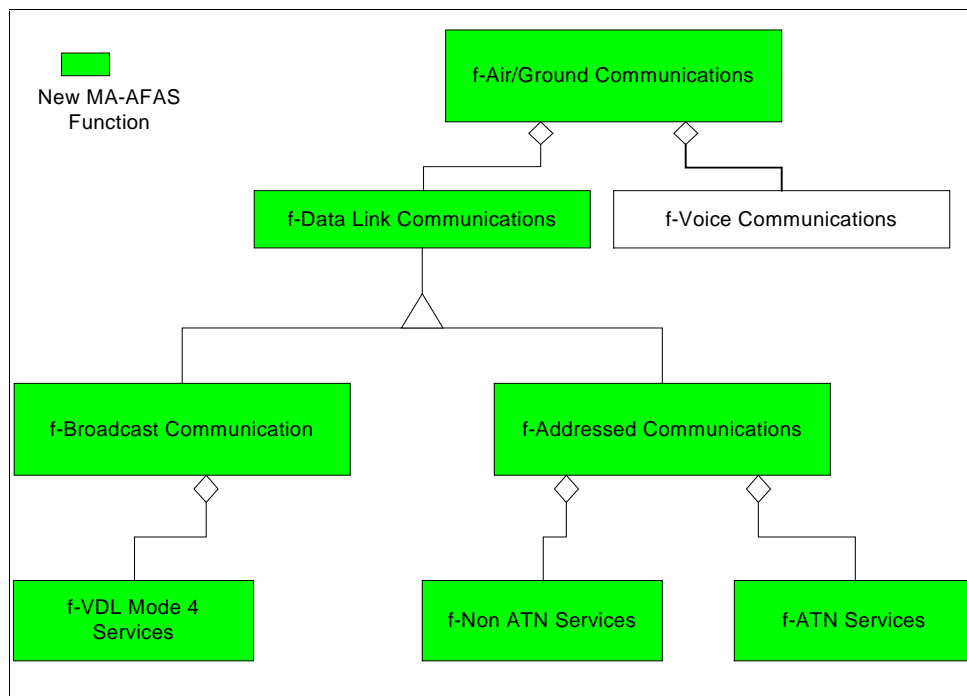 New MA-AFAS
Function
f-Air/Ground Communications
f-Data Link Communications
f-Voice Communications
f-Broadcast Communication
f-Addressed Communications
f-VDL Mode 4
Services
f-Non ATN Services
f-ATN Services